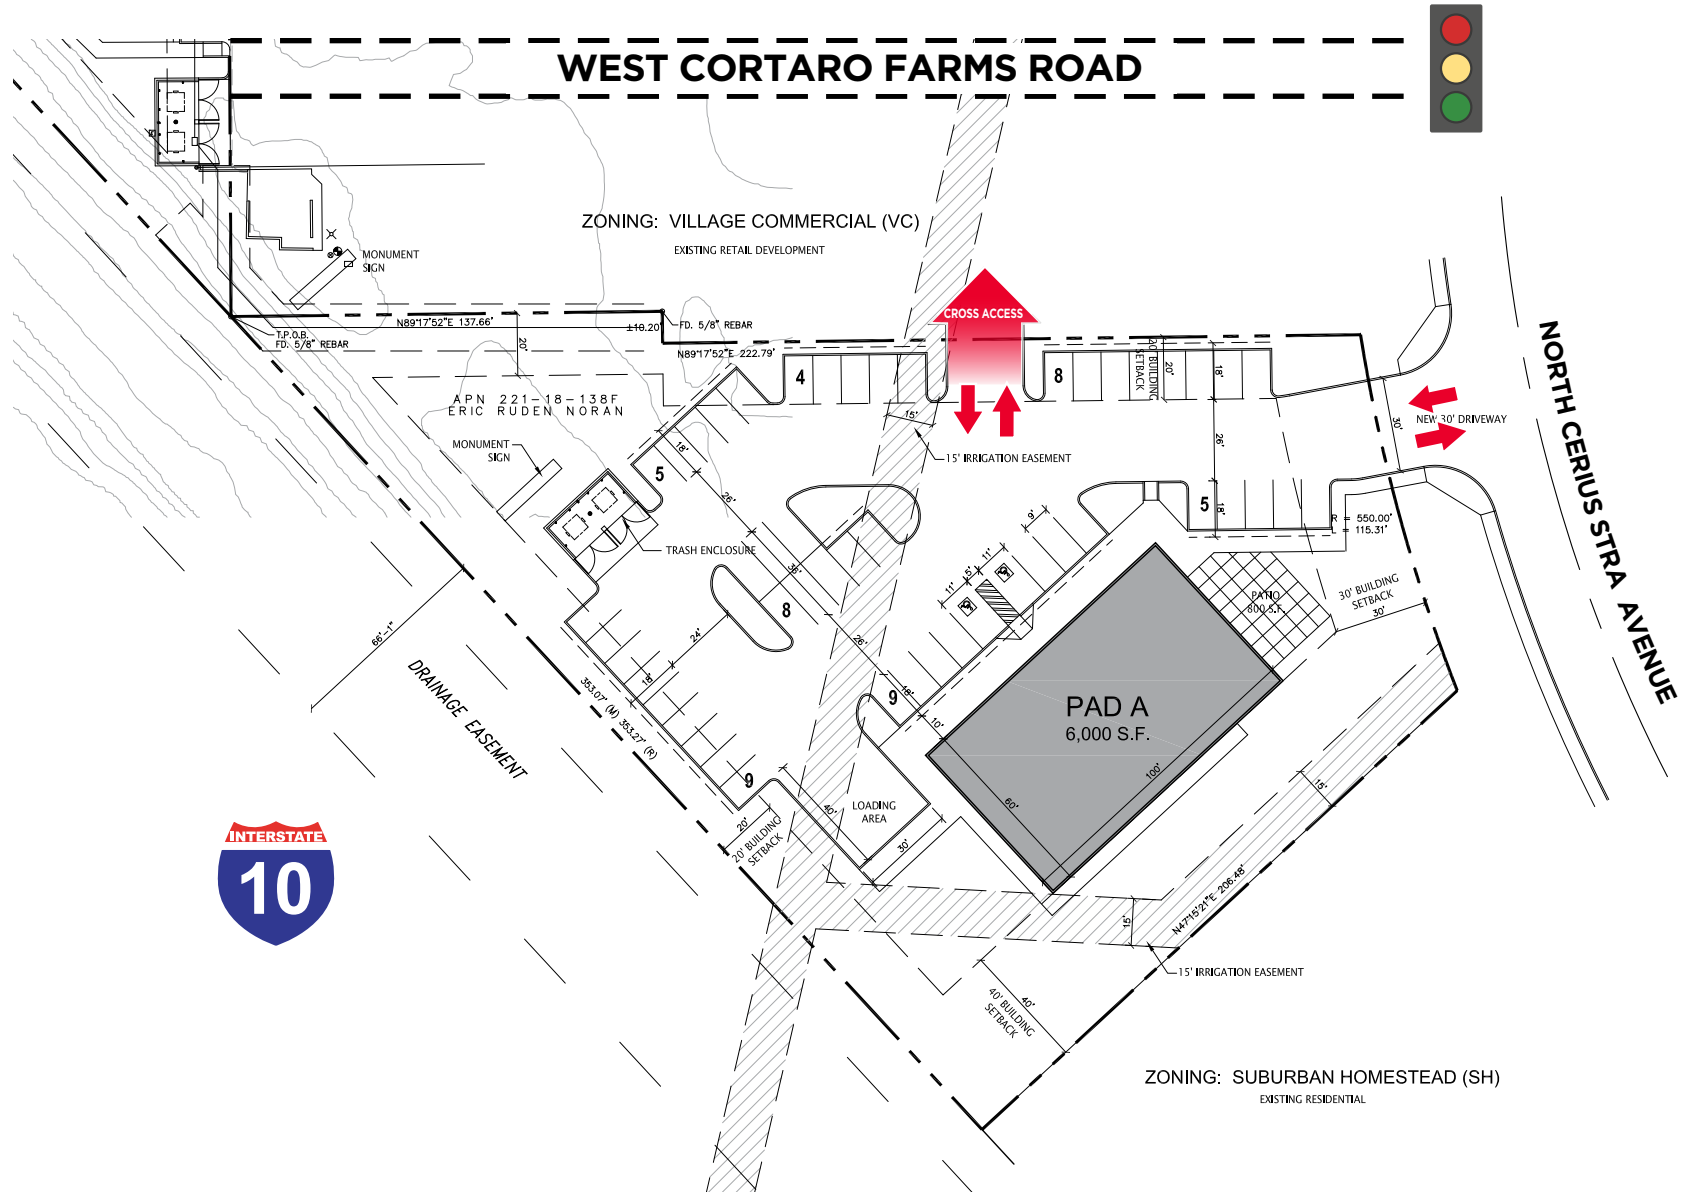 WEST CORTARO FARMS ROAD
ZONING: VILLAGE COMMERCIAL (VC)
EXISTING RETAIL DEVELOPMENT
MONUMENT
SIGN
CROSS ACCESS
N89°17'52"E 137.66'
±10.20'
FD. 5/8" REBAR
T.P.O.B.
FD. 5/8" REBAR
20'
N89°17'52"E 222.79'
4
8
20' BUILDING
SETBACK
20'
18'
APN 221-18-138F
ERIC RUDEN NORAN
15'
NEW 30' DRIVEWAY
30'
MONUMENT
SIGN
18'
26'
15' IRRIGATION EASEMENT
5
26'
5
18'
9'
R = 550.00'
L = 115.31'
NORTH CERIUS STRA AVENUE
TRASH ENCLOSURE
36'
11'
5'
11'
PATIO
800 S.F.
30' BUILDING
SETBACK
30'
8
66'-1"
24'
26'
DRAINAGE EASEMENT
18'
353.07' (M) 353.27' (R)
18'
9
10'
PAD A
6,000 S.F.
9
100'
60'
15'
40'
LOADING
AREA
20'
20' BUILDING
SETBACK
30'
INTERSTATE
10
15'
N47°15'21"E 206.48'
15' IRRIGATION EASEMENT
40'
40' BUILDING
SETBACK
ZONING: SUBURBAN HOMESTEAD (SH)
EXISTING RESIDENTIAL